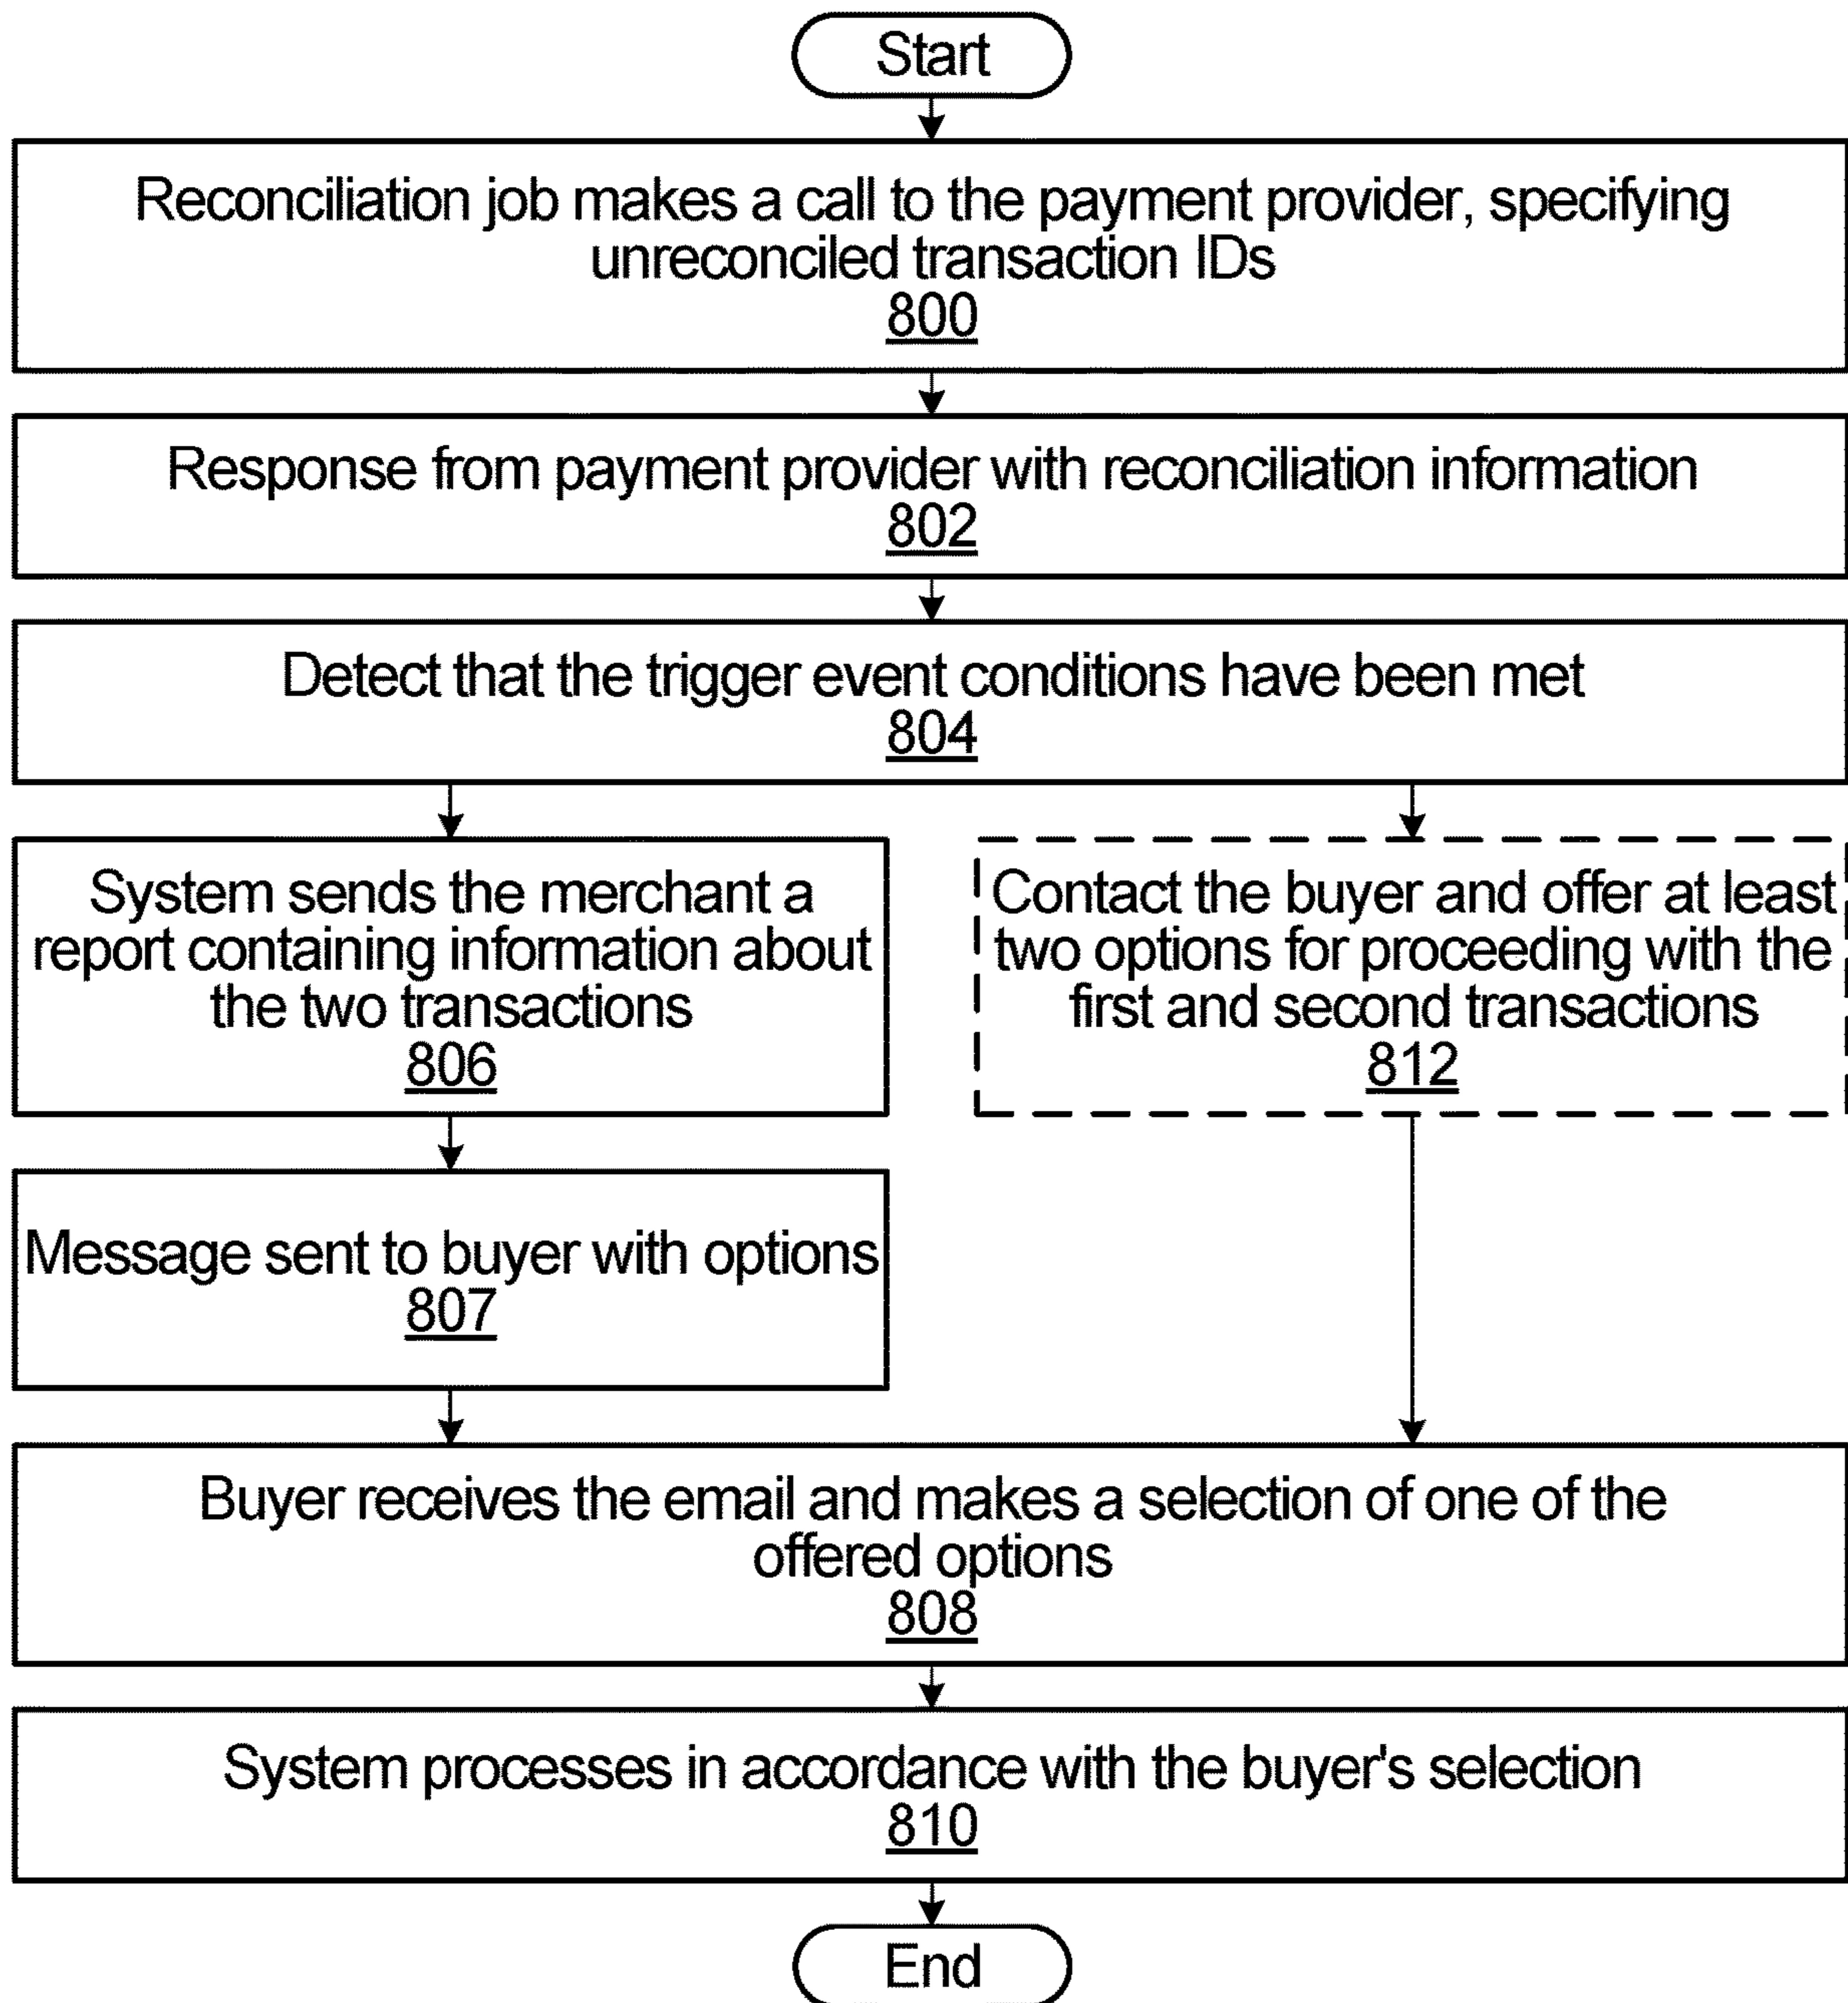 Start
Reconciliation job makes a call to the payment provider, specifying
unreconciled transaction IDs
800
Response from payment provider with reconciliation information
802
Detect that the trigger event conditions have been met
804
System sends the merchant a
report containing information about
the two transactions
806
Contact the buyer and offer at least
two options for proceeding with the
first and second transactions
812
Message sent to buyer with options
807
Buyer receives the email and makes a selection of one of the
offered options
808
System processes in accordance with the buyer's selection
810
End